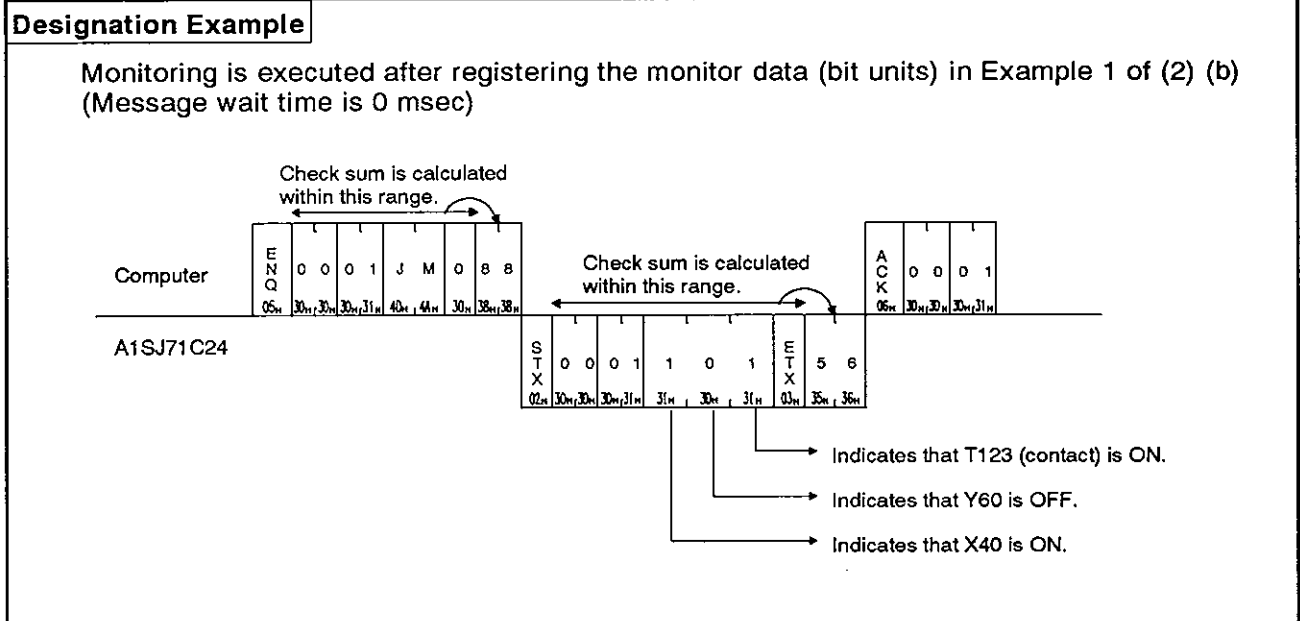 Designation Example
Monitoring is executed after registering the monitor data (bit units) in Example 1 of (2) (b)
(Message wait time is 0 msec)
Check sum is calculated
within this range.
Computer
ENQ 0 0 0 1 J M 0 8 8
05H 30H, 30H 30H, 31H 4DH, 4AH 30H 38H, 38H
ACK 0 0 0 1
06H 30H, 30H 30H, 31H
Check sum is calculated
within this range.
A1SJ71C24
STX 0 0 0 1 1 0 1 ETX 5 6
02H 30H, 30H 30H, 31H 31H, 30H, 31H 03H 35H, 36H
Indicates that T123 (contact) is ON.
Indicates that Y60 is OFF.
Indicates that X40 is ON.